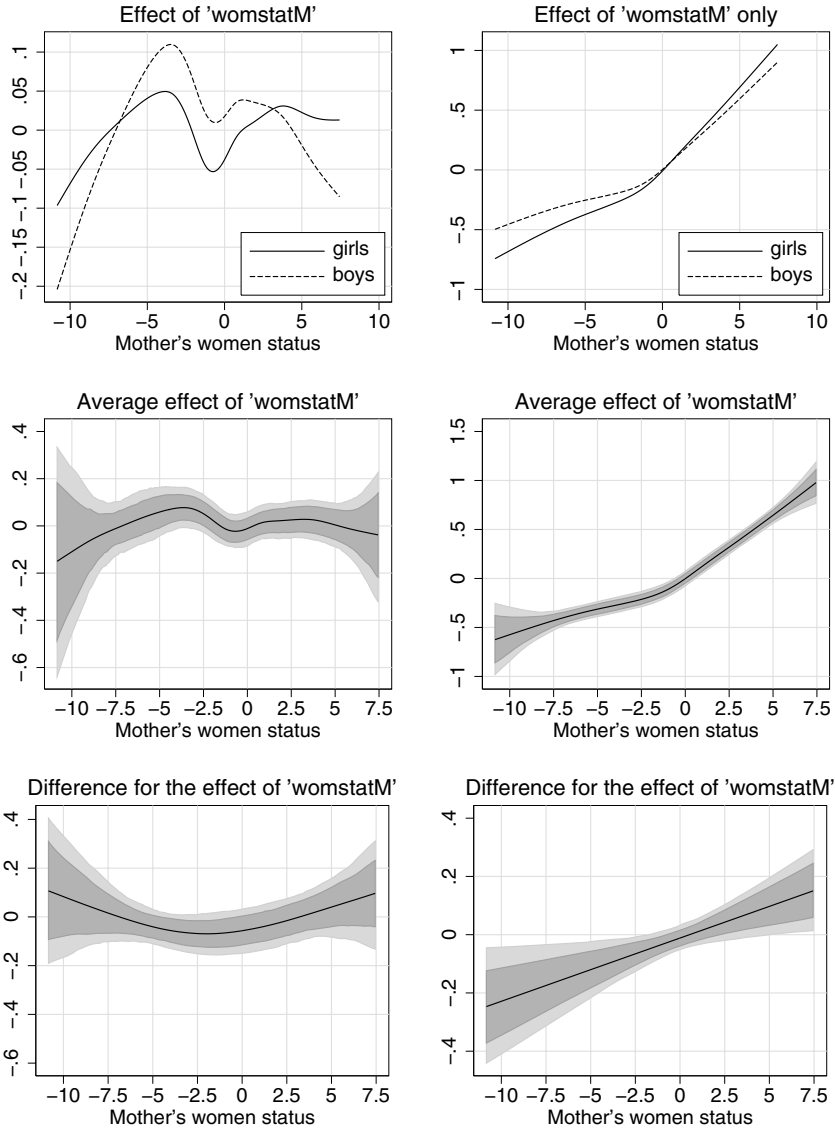 Effect of 'womstatM'
.1
.05
0
-.05
-.1
-.15
-.2
girls
boys
−10 −5 0 5 10
Mother's women status
Effect of 'womstatM' only
1
.5
0
-.5
-1
girls
boys
−10 −5 0 5 10
Mother's women status
Average effect of 'womstatM'
.4
.2
0
-.2
-.4
-.6
−10 −7.5 −5 −2.5 0 2.5 5 7.5
Mother's women status
Average effect of 'womstatM'
1.5
1
.5
0
-.5
-1
−10 −7.5 −5 −2.5 0 2.5 5 7.5
Mother's women status
Difference for the effect of 'womstatM'
.4
.2
0
-.2
-.4
-.6
−10 −7.5 −5 −2.5 0 2.5 5 7.5
Mother's women status
Difference for the effect of 'womstatM'
.4
.2
0
-.2
-.4
−10 −7.5 −5 −2.5 0 2.5 5 7.5
Mother's women status